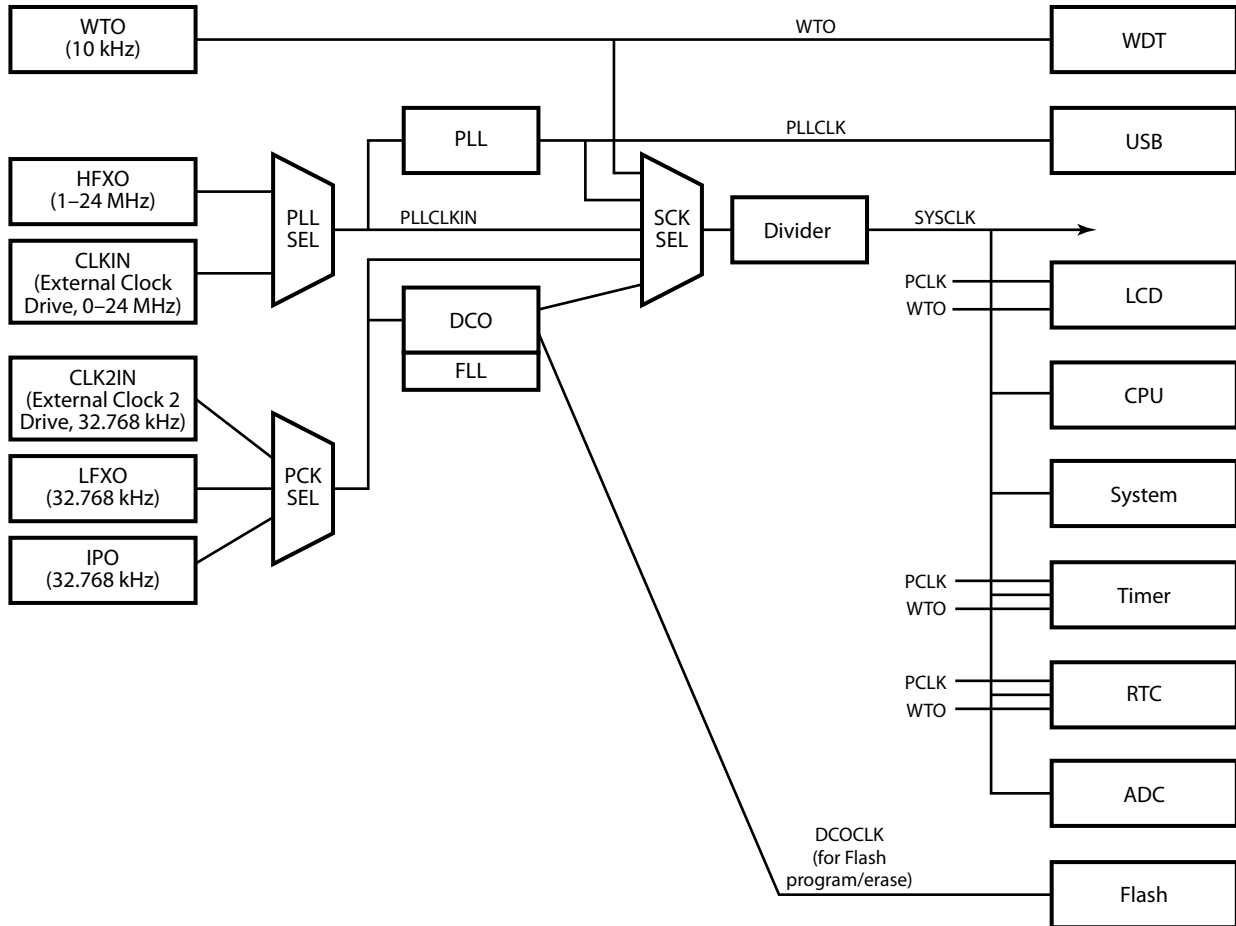 WTO
(10 kHz)
WTO
WDT
PLL
PLLCLK
USB
HFXO
(1–24 MHz)
PLL
SEL
PLLCLKIN
SCK
SEL
Divider
SYSCLK
CLKIN
(External Clock
Drive, 0–24 MHz)
PCLK
WTO
LCD
DCO
FLL
CLK2IN
(External Clock 2
Drive, 32.768 kHz)
CPU
LFXO
(32.768 kHz)
PCK
SEL
System
IPO
(32.768 kHz)
PCLK
WTO
Timer
PCLK
WTO
RTC
ADC
DCOCLK
(for Flash
program/erase)
Flash